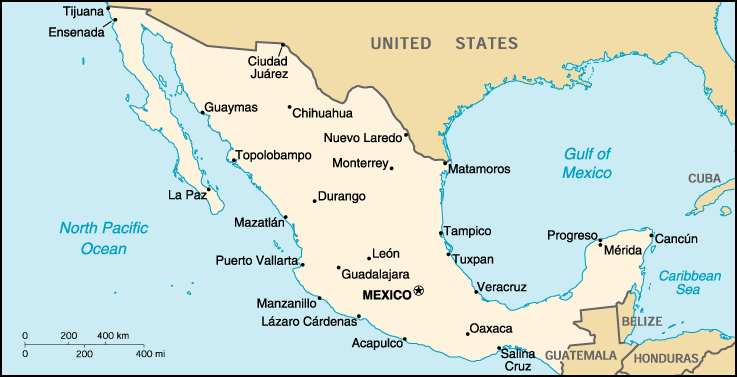 Tijuana
Ensenada
Ciudad
Juárez
UNITED STATES
Guaymas
Chihuahua
Nuevo Laredo
Topolobampo
Monterrey
Matamoros
Gulf of
Mexico
CUBA
La Paz
Durango
Mazatlán
North Pacific
Ocean
Tampico
Progreso
Cancún
Mérida
Puerto Vallarta
León
Guadalajara
Tuxpan
Caribbean
Sea
MEXICO
Veracruz
Manzanillo
Lázaro Cárdenas
Acapulco
Oaxaca
Salina
Cruz
BELIZE
GUATEMALA
HONDURAS
0 200 400 km
0 200 400 mi